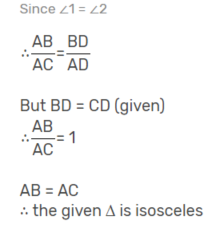 Since ∠1 = ∠2
∴ AB/AC = BD/AD
But BD = CD (given)
∴ AB/AC = 1
AB = AC
∴ the given Δ is isosceles